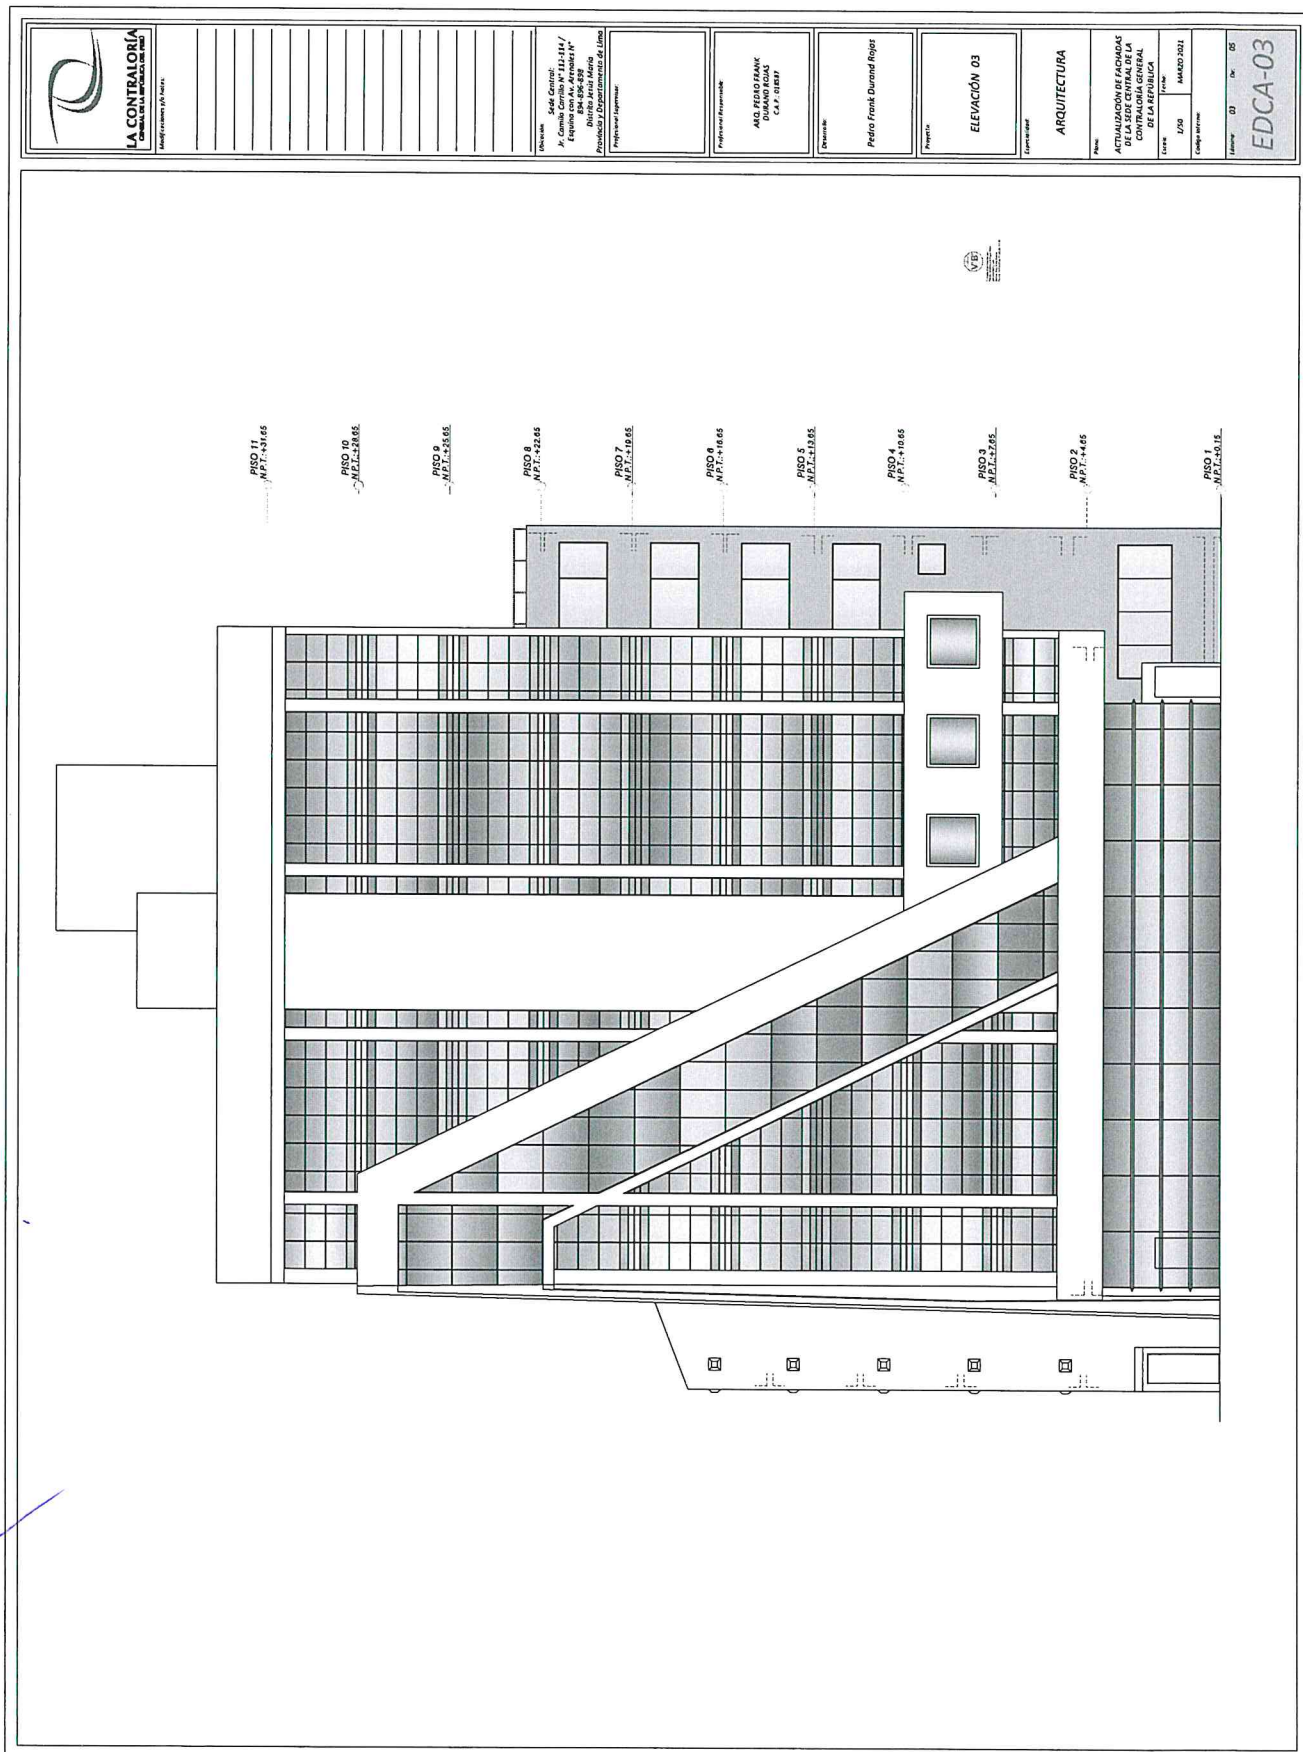 LA CONTRALORÍA
GENERAL DE LA REPÚBLICA DEL PERÚ
Modificaciones y/o Notas:
Ubicación:
Sede Central:
Jr. Camilo Carrillo N° 112-114 /
Esquina con Av. Arenales N°
894-896-898
Distrito Jesús María
Provincia y Departamento de Lima
Profesional Supervisor:
Profesional Responsable:
ARQ. PEDRO FRANK
DURAND ROJAS
C.A.P.: 018587
Desarrollo:
Pedro Frank Durand Rojas
Proyecto:
ELEVACIÓN 03
Especialidad:
ARQUITECTURA
Plano:
ACTUALIZACIÓN DE FACHADAS
DE LA SEDE CENTRAL DE LA
CONTRALORÍA GENERAL
DE LA REPÚBLICA
Escala:
1/50
Fecha:
MARZO 2021
Código Interno:
Lámina: 03 De: 05
EDCA-03
PISO 11
N.P.T.:+31.65
PISO 10
N.P.T.:+28.65
PISO 9
N.P.T.:+25.65
PISO 8
N.P.T.:+22.65
PISO 7
N.P.T.:+19.65
PISO 6
N.P.T.:+16.65
PISO 5
N.P.T.:+13.65
PISO 4
N.P.T.:+10.65
PISO 3
N.P.T.:+7.65
PISO 2
N.P.T.:+4.65
PISO 1
N.P.T.:+0.15